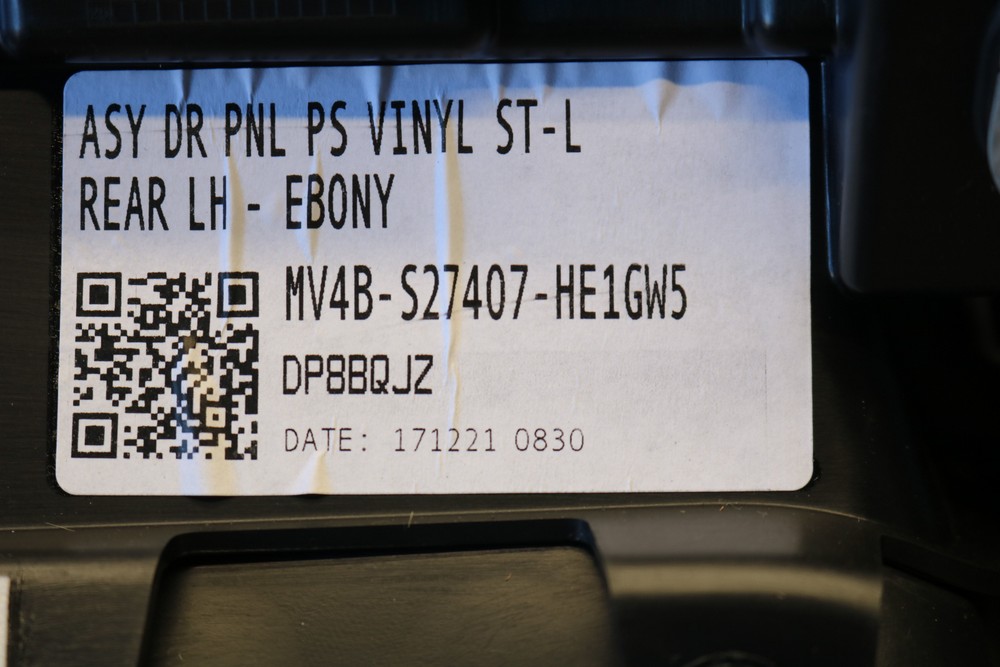 ASY DR PNL PS VINYL ST-L
REAR LH - EBONY
MV4B-S27407-HE1GW5
DP8BQJZ
DATE: 171221 0830